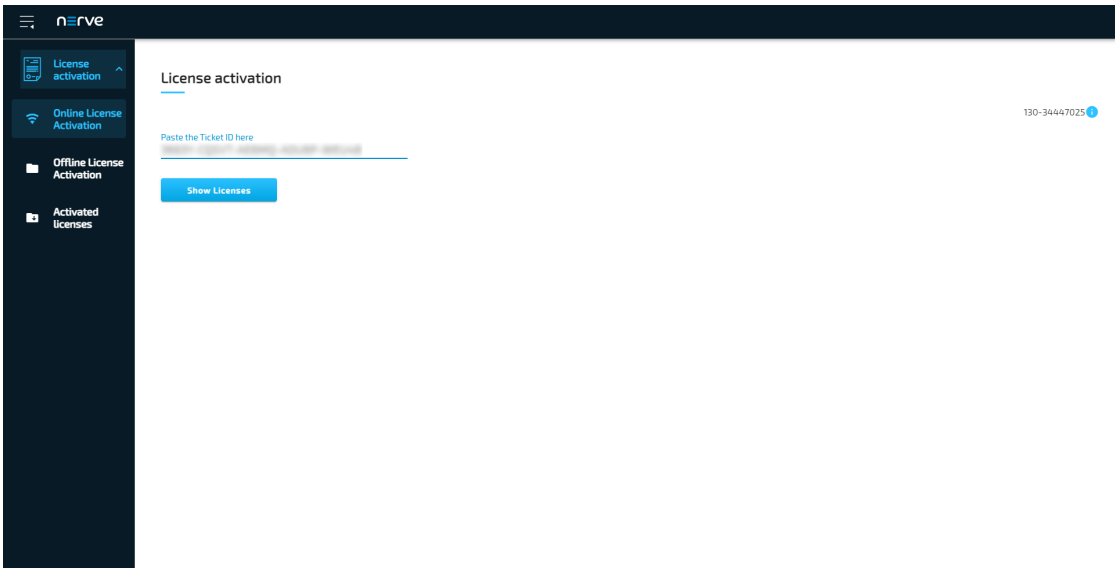 nerve
License
activation
Online License
Activation
Offline License
Activation
Activated
licenses
License activation
130-34447025
Paste the Ticket ID here
Show Licenses